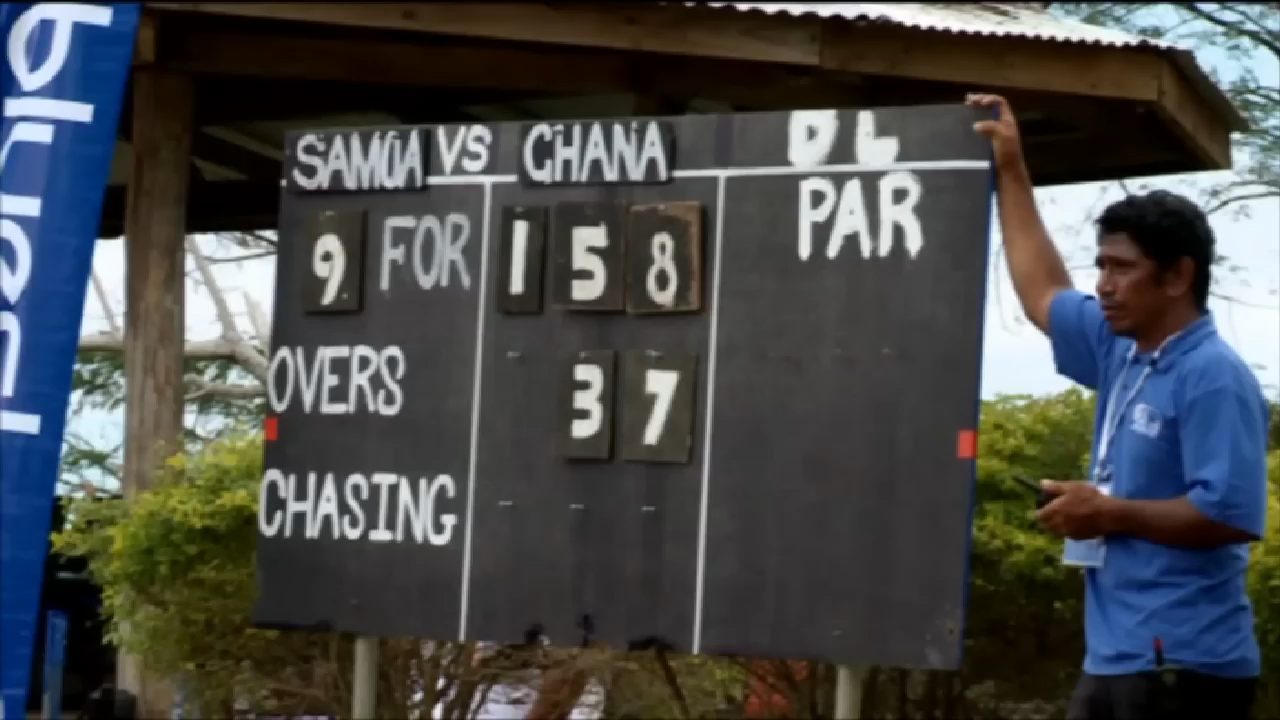 SAMOA VS GHANA DL
PAR
9 FOR 158
OVERS 37
CHASING